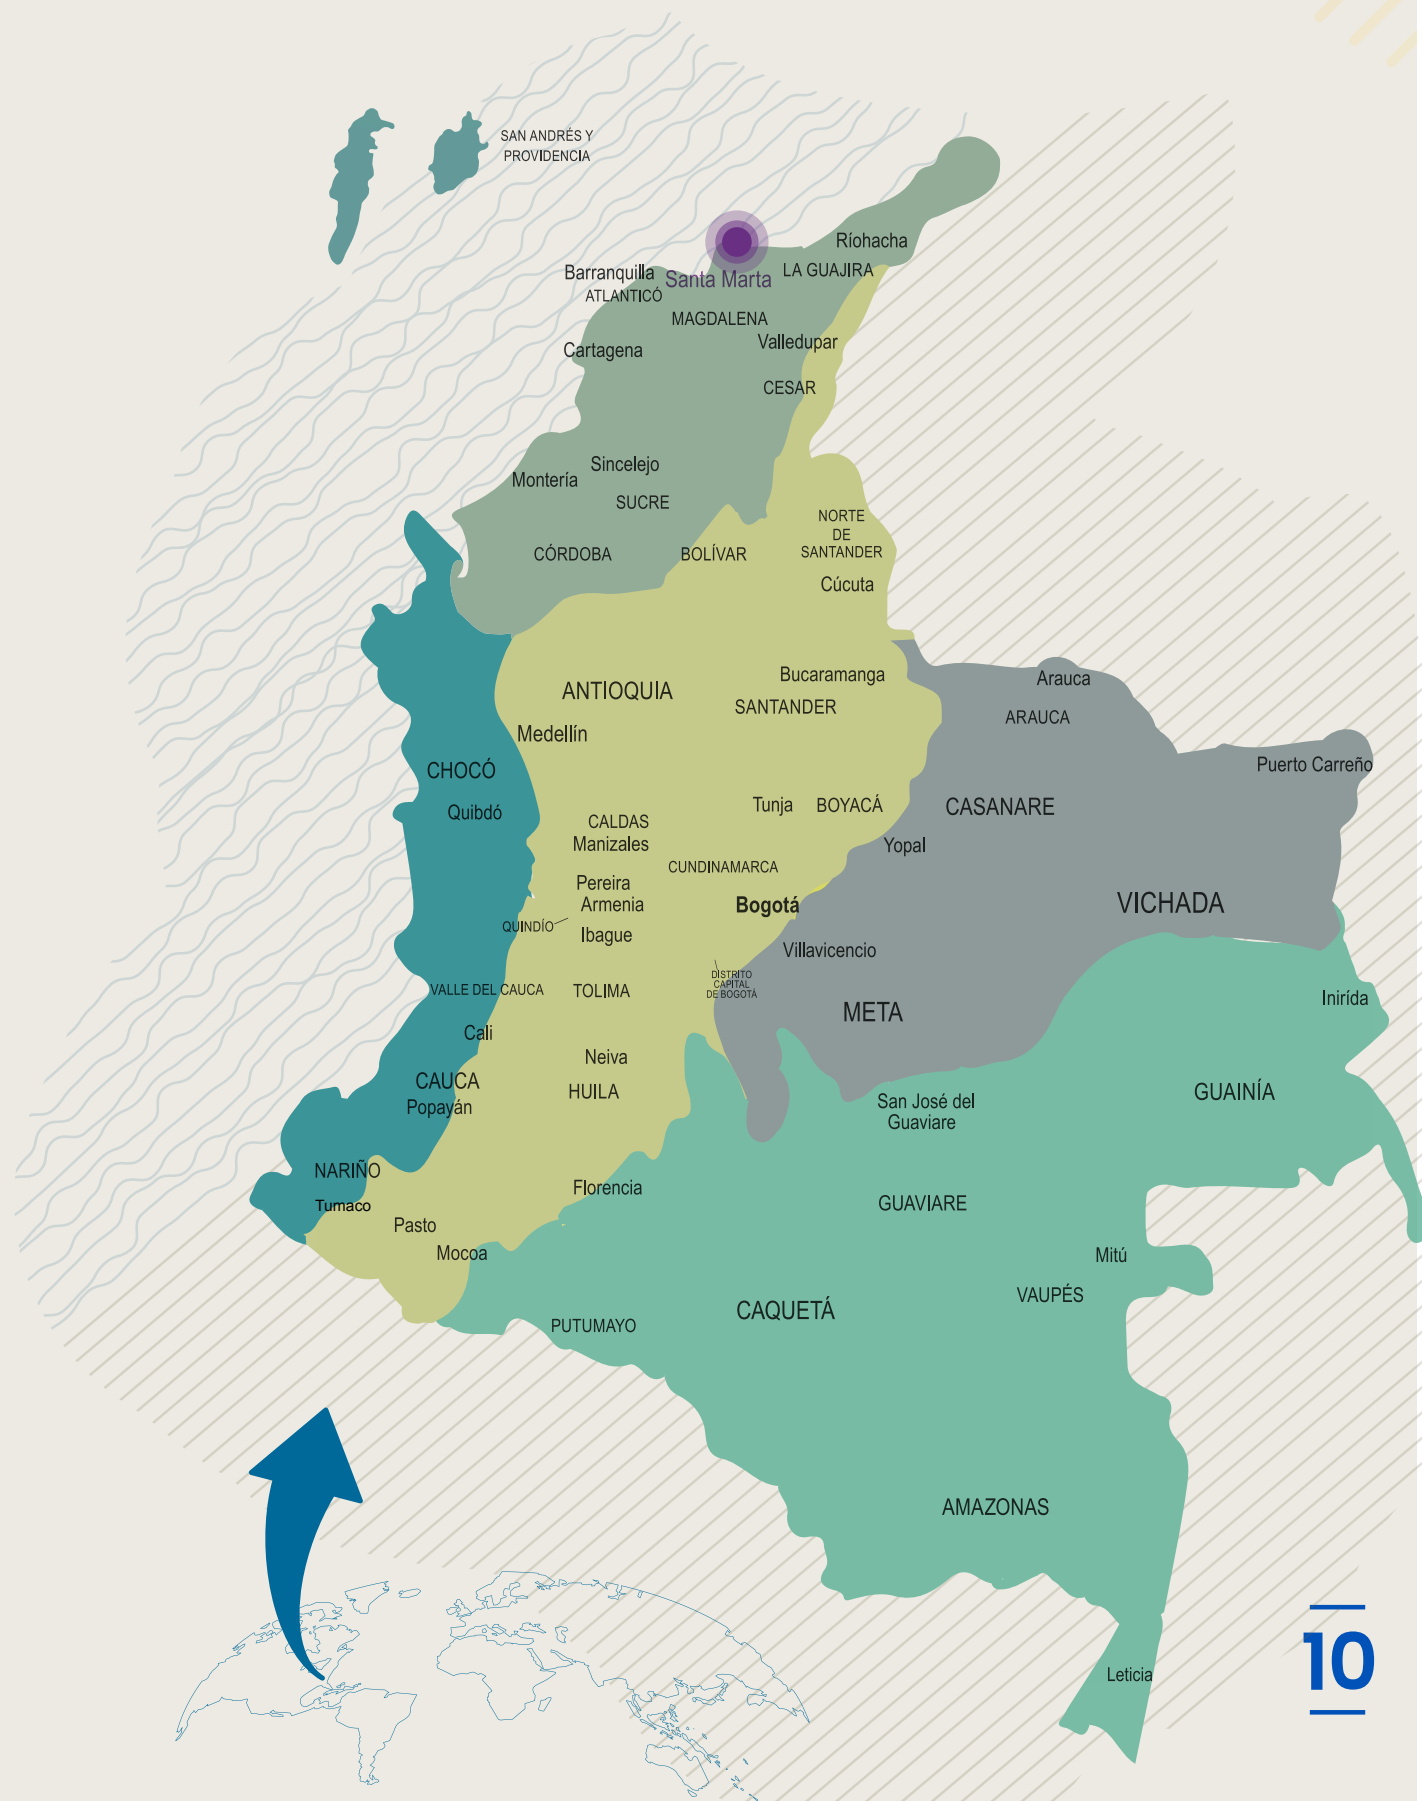 SAN ANDRÉS Y
PROVIDENCIA
Ríohacha
Barranquilla
Santa Marta
LA GUAJIRA
ATLANTICÓ
MAGDALENA
Valledupar
Cartagena
CESAR
Sincelejo
Montería
SUCRE
NORTE
DE
SANTANDER
CÓRDOBA
BOLÍVAR
Cúcuta
Bucaramanga
Arauca
ANTIOQUIA
SANTANDER
ARAUCA
Medellín
CHOCÓ
Puerto Carreño
Quibdó
Tunja
BOYACÁ
CASANARE
CALDAS
Manizales
Yopal
CUNDINAMARCA
Pereira
Armenia
Bogotá
VICHADA
QUINDÍO
Ibague
Villavicencio
DISTRITO
CAPITAL
DE BOGOTÁ
VALLE DEL CAUCA
TOLIMA
Inirída
META
Cali
Neiva
CAUCA
HUILA
GUAINÍA
Popayán
San José del
Guaviare
NARIÑO
Florencia
GUAVIARE
Tumaco
Pasto
Mocoa
Mitú
VAUPÉS
CAQUETÁ
PUTUMAYO
AMAZONAS
10
Leticia